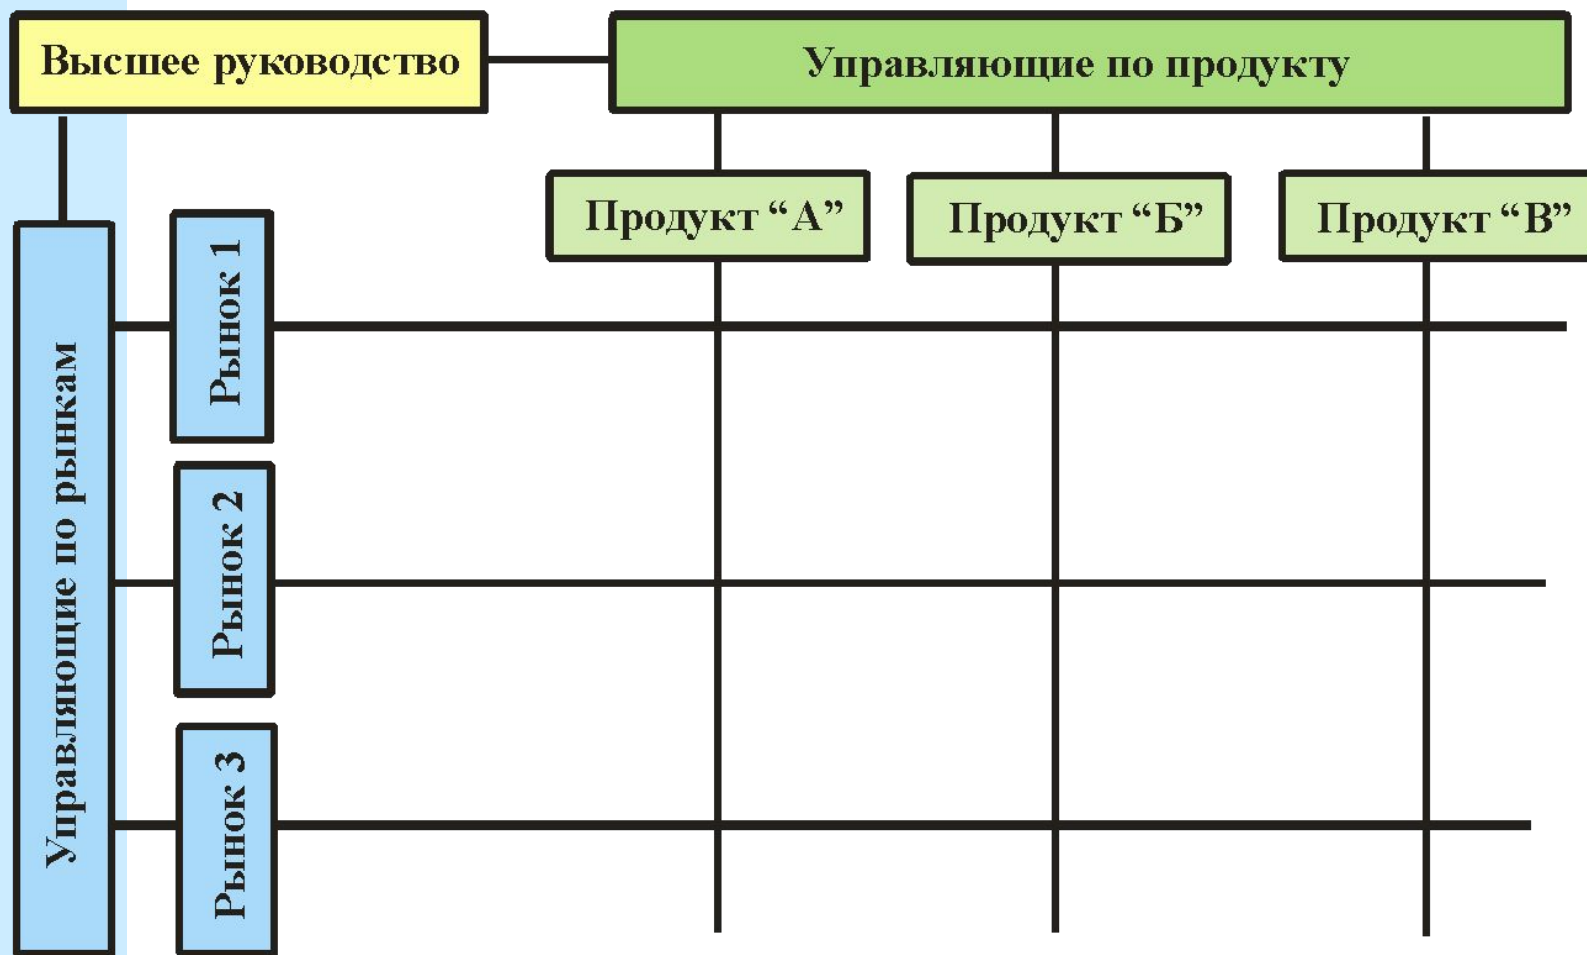 Высшее руководство
Управляющие по продукту
Продукт “А”
Продукт “Б”
Продукт “В”
Управляющие по рынкам
Рынок 1
Рынок 2
Рынок 3